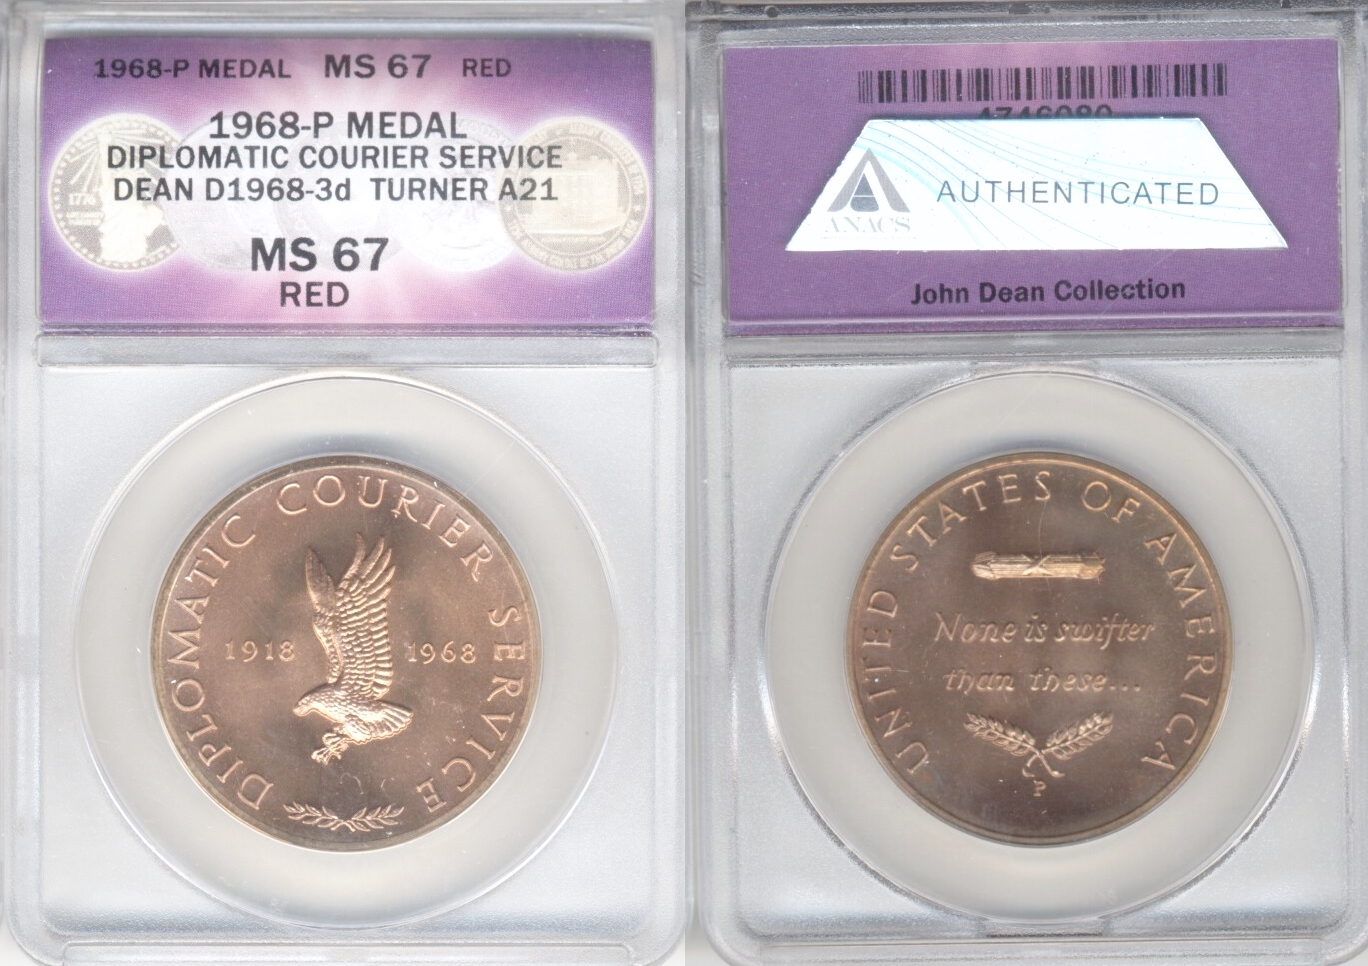 1968-P MEDAL MS 67 RED
1968-P MEDAL
DIPLOMATIC COURIER SERVICE
DEAN D1968-3d TURNER A21
MS 67
RED
DIPLOMATIC COURIER SERVICE
1918 1968
4746080
ANACS
AUTHENTICATED
John Dean Collection
UNITED STATES OF AMERICA
None is swifter
than these...
P